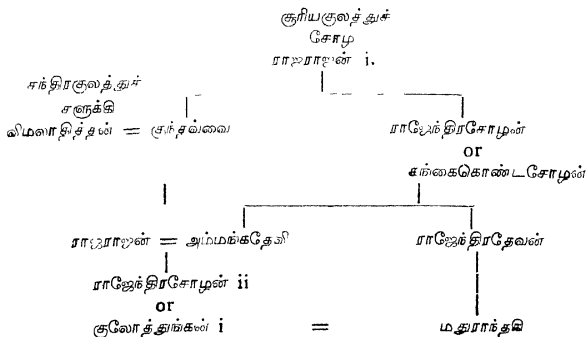 சூரியகுலத்துச்
சோழ
ராஜராஜன் i.
சந்திரகுலத்துச்
சளுக்கி
விமலாதித்தன் = குந்தவ்வை
ராஜேந்திரசோழன்
or
கங்கைகொண்டசோழன்
ராஜராஜன் = அம்மங்கதேவி
ராஜேந்திரதேவன்
ராஜேந்திரசோழன் ii
or
குலோத்துங்கன் i = மதுராந்தகி